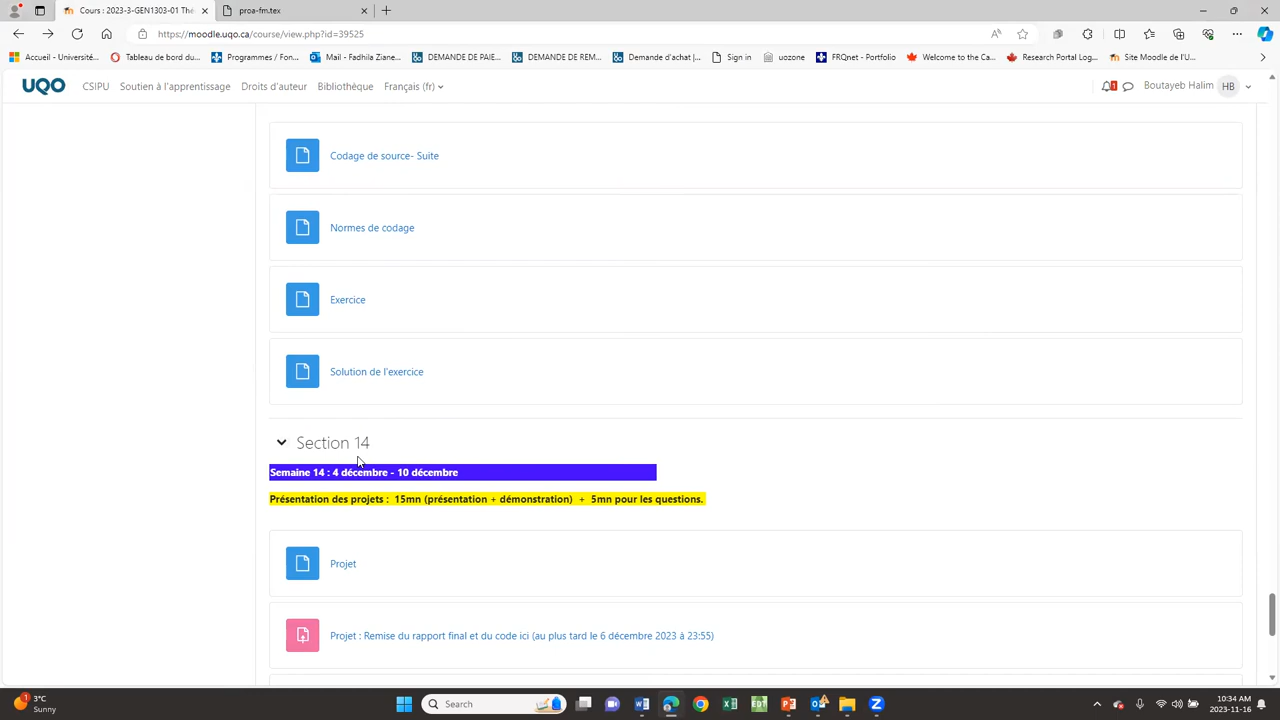 Cours : 2023-3-GEN1303-01 Thé
proa-fm.tex
https://moodle.uqo.ca/course/view.php?id=39525
Accueil - Université...
Tableau de bord du...
Programmes / Fon...
Mail - Fadhila Ziane...
DEMANDE DE PAIE...
DEMANDE DE REM...
Demande d'achat |...
Sign in
uozone
FRQnet - Portfolio
Welcome to the Ca...
Research Portal Log...
Site Moodle de l'U...
UQO
CSIPU
Soutien à l'apprentissage
Droits d'auteur
Bibliothèque
Français (fr)
1
Boutayeb Halim
HB
Codage de source- Suite
Normes de codage
Exercice
Solution de l'exercice
Section 14
Semaine 14 : 4 décembre - 10 décembre
Présentation des projets : 15mn (présentation + démonstration) + 5mn pour les questions.
Projet
Projet : Remise du rapport final et du code ici (au plus tard le 6 décembre 2023 à 23:55)
1
3°C
Sunny
Search
EDT
10:34 AM
2023-11-16